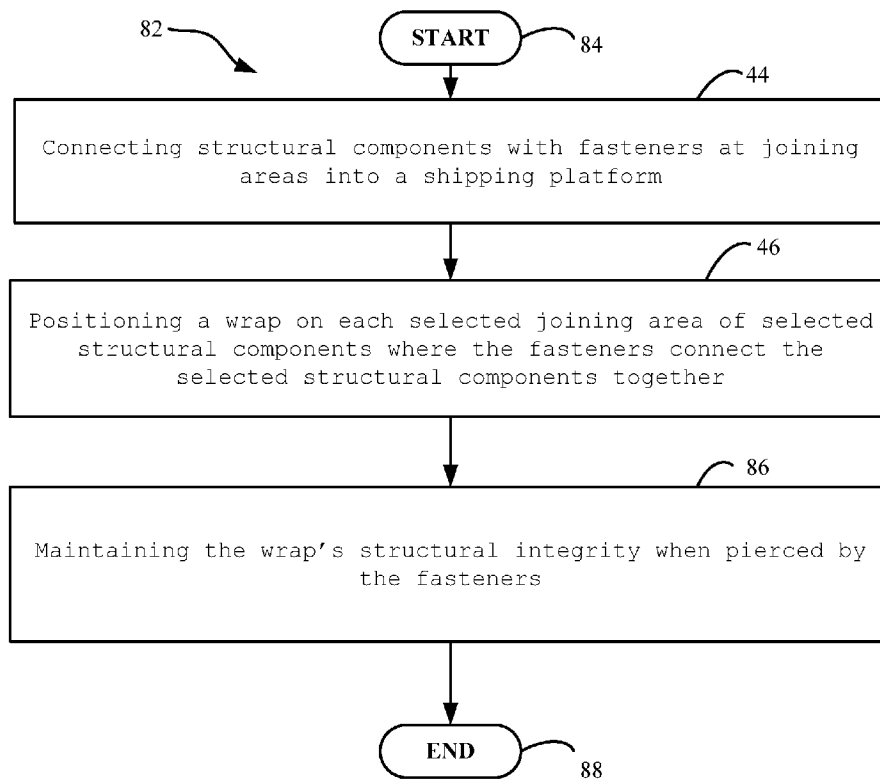 82
START
84
44
Connecting structural components with fasteners at joining
areas into a shipping platform
46
Positioning a wrap on each selected joining area of selected
structural components where the fasteners connect the
selected structural components together
86
Maintaining the wrap's structural integrity when pierced by
the fasteners
END
88